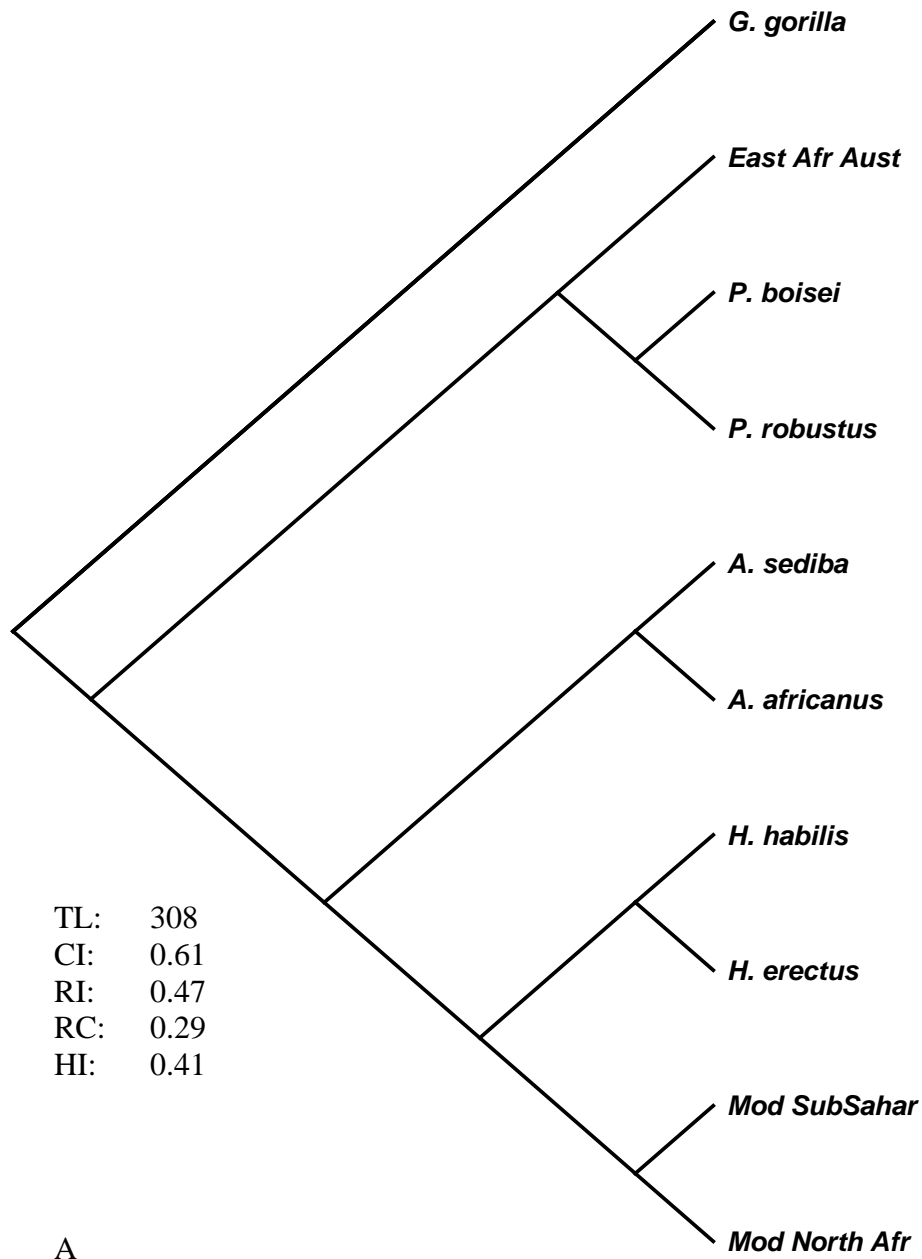 G. gorilla
East Afr Aust
P. boisei
P. robustus
A. sediba
A. africanus
H. habilis
H. erectus
Mod SubSahar
Mod North Afr
TL: 308
CI: 0.61
RI: 0.47
RC: 0.29
HI: 0.41
A